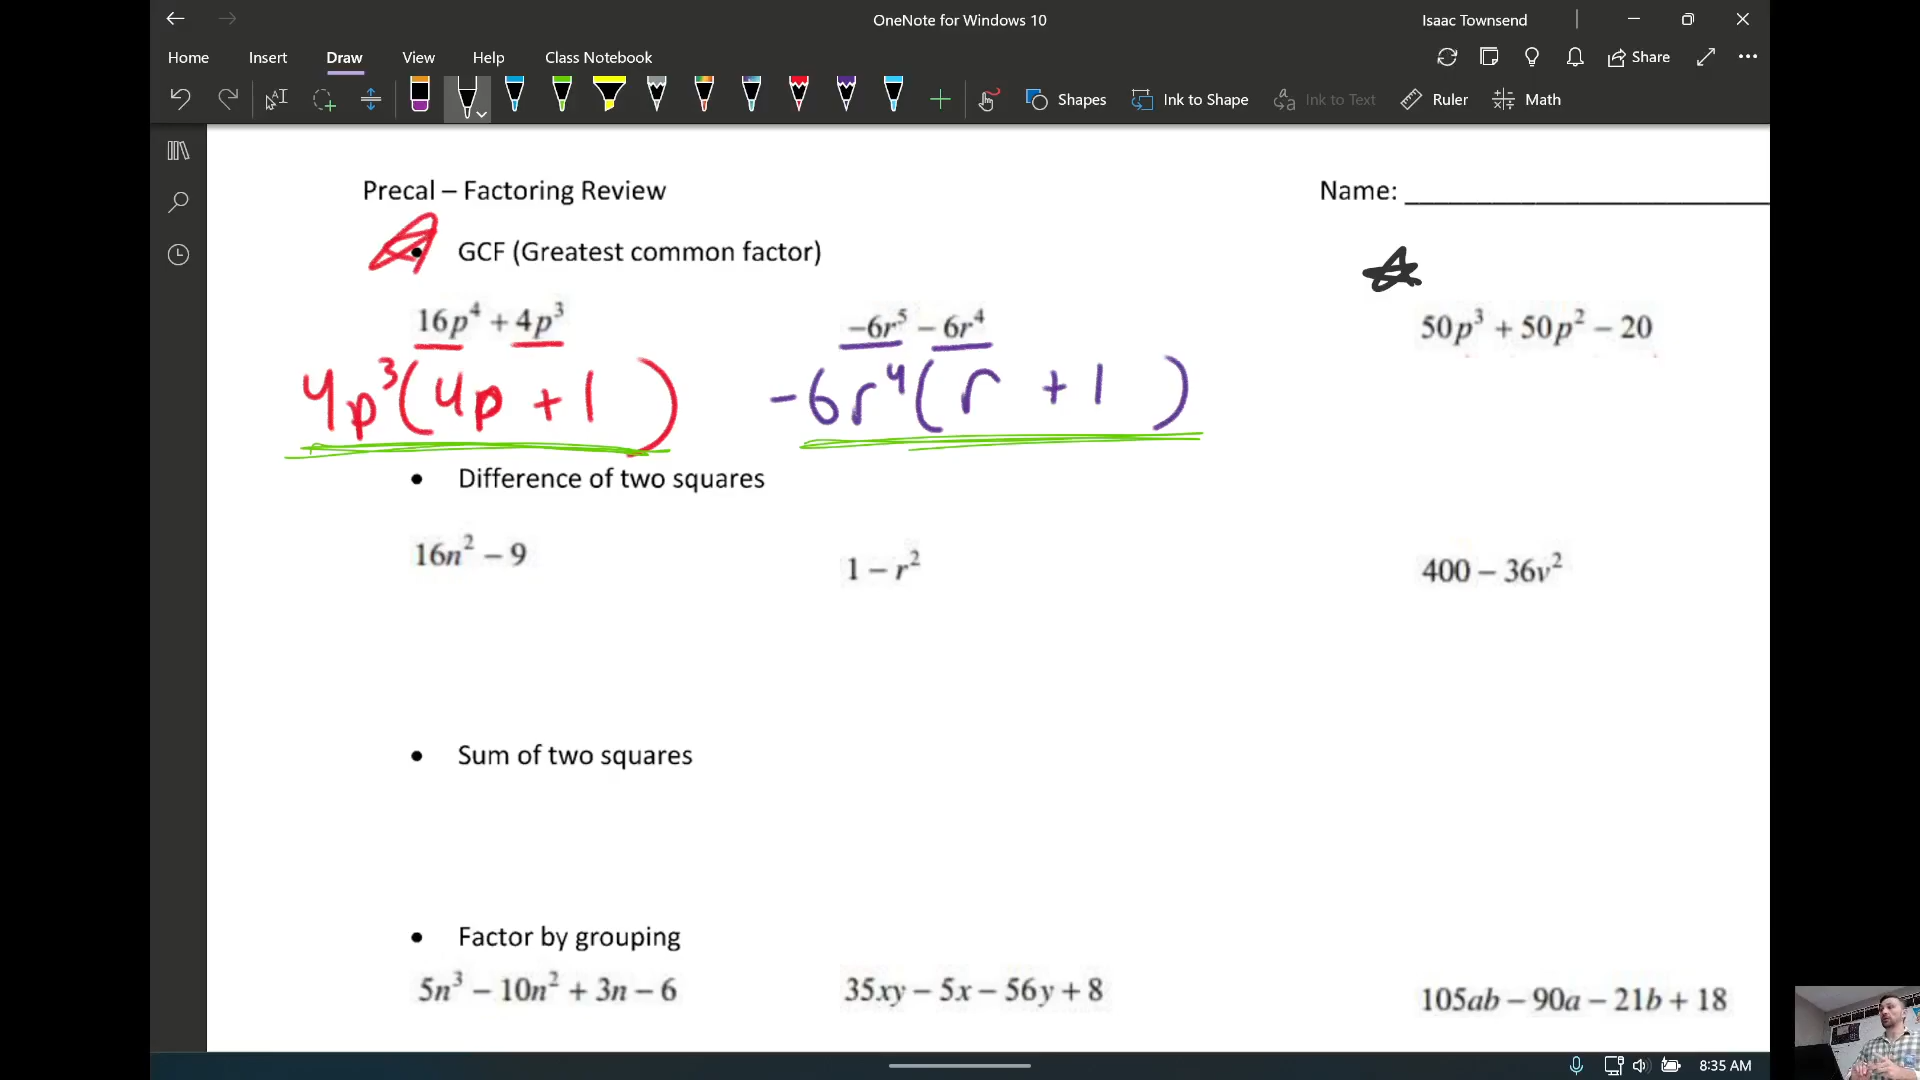 OneNote for Windows 10
Isaac Townsend
Home Insert Draw View Help Class Notebook Share
Shapes Ink to Shape Ink to Text Ruler Math
Precal – Factoring Review Name: ____________________
• GCF (Greatest common factor)
16p⁴ + 4p³ −6r⁵ − 6r⁴ 50p³ + 50p² − 20
4p³(4p + 1) -6r⁴(r + 1)
• Difference of two squares
16n² − 9 1 − r² 400 − 36v²
• Sum of two squares
• Factor by grouping
5n³ − 10n² + 3n − 6 35xy − 5x − 56y + 8 105ab − 90a − 21b + 18
8:35 AM